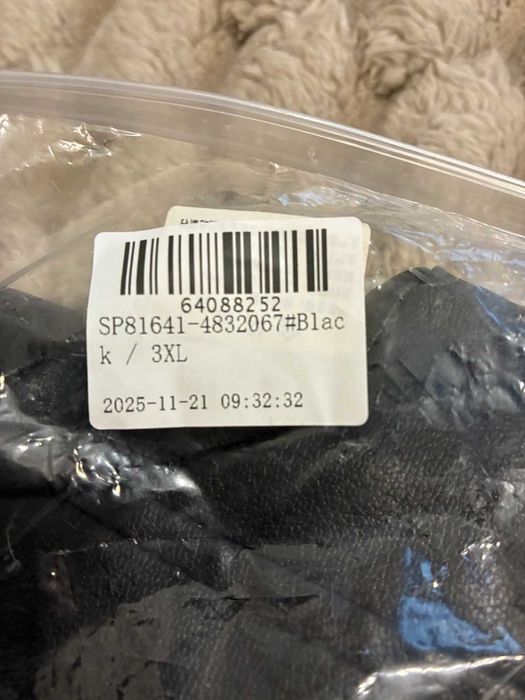 64088252
SP81641-4832067#Blac
k / 3XL
2025-11-21 09:32:32